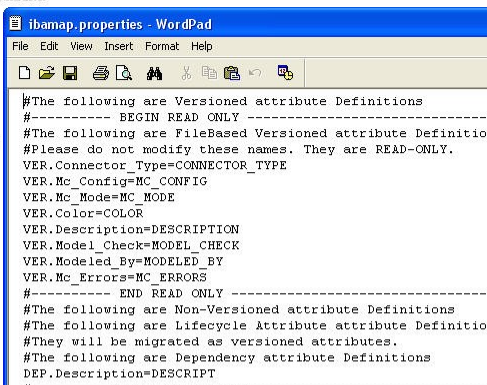 ibamap.properties - WordPad
File Edit View Insert Format Help
#The following are Versioned attribute Definitions
#---------- BEGIN READ ONLY ------------------------------
#The following are FileBased Versioned attribute Definitio
#Please do not modify these names. They are READ-ONLY.
VER.Connector_Type=CONNECTOR_TYPE
VER.Mc_Config=MC_CONFIG
VER.Mc_Mode=MC_MODE
VER.Color=COLOR
VER.Description=DESCRIPTION
VER.Model_Check=MODEL_CHECK
VER.Modeled_By=MODELED_BY
VER.Mc_Errors=MC_ERRORS
#---------- END READ ONLY --------------------------------
#The following are Non-Versioned attribute Definitions
#The following are Lifecycle Attribute attribute Definitio
#They will be migrated as versioned attributes.
#The following are Dependency attribute Definitions
DEP.Description=DESCRIPT